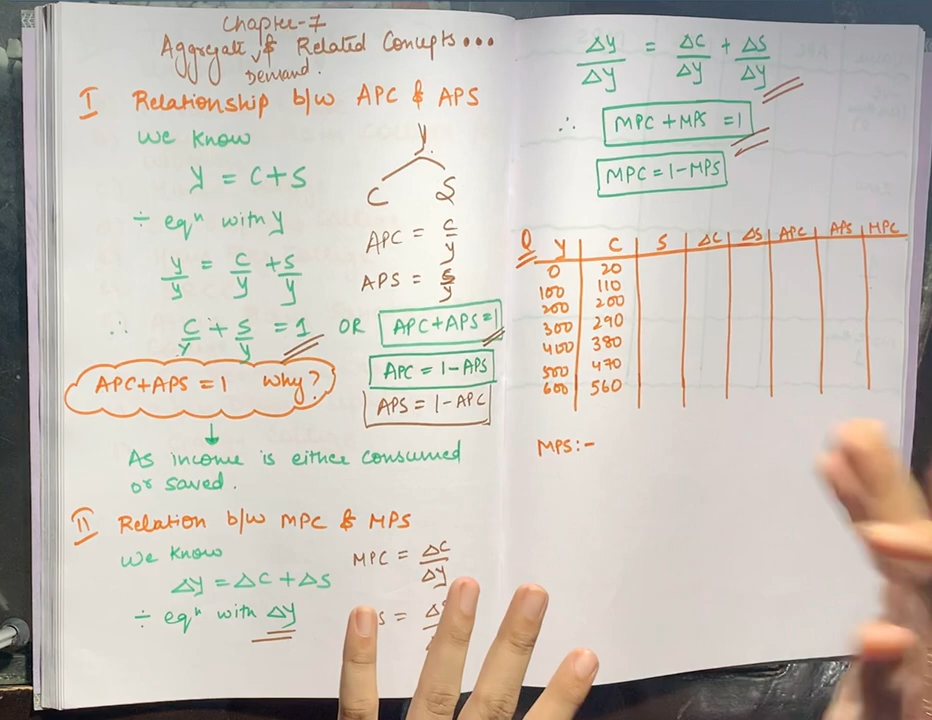 Chapter-7
Aggregate Demand & Related Concepts...
I Relationship b/w APC & APS
We know
y = C+S
÷ eqⁿ with y
y/y = C/y + S/y
∴ C/y + S/y = 1 OR APC+APS=1
APC = 1-APS
APS = 1-APC
y
C S
APC = C/y
APS = S/y
APC+APS = 1 why?
↓
As income is either consumed
or saved.
II Relation b/w MPC & MPS
We know
Δy = ΔC + ΔS
÷ eqⁿ with Δy
MPC = ΔC/Δy
S =
Δy/Δy = ΔC/Δy + ΔS/Δy
∴ MPC + MPS = 1
MPC = 1-MPS
Q y C S ΔC ΔS APC APS MPC
0 20
100 110
200 200
300 290
400 380
500 470
600 560
MPS:-